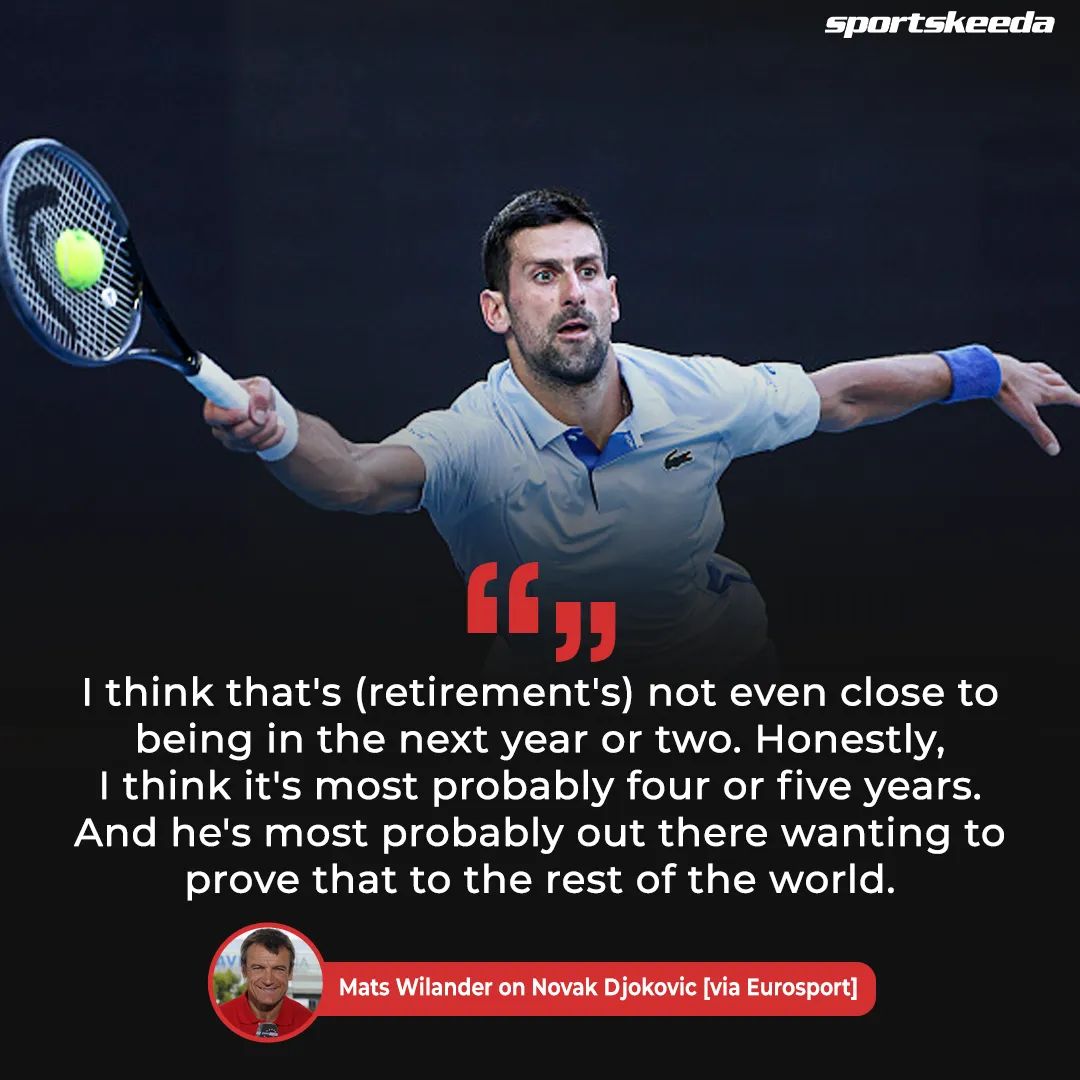 sportskeeda
I think that's (retirement's) not even close to
being in the next year or two. Honestly,
I think it's most probably four or five years.
And he's most probably out there wanting to
prove that to the rest of the world.
Mats Wilander on Novak Djokovic [via Eurosport]